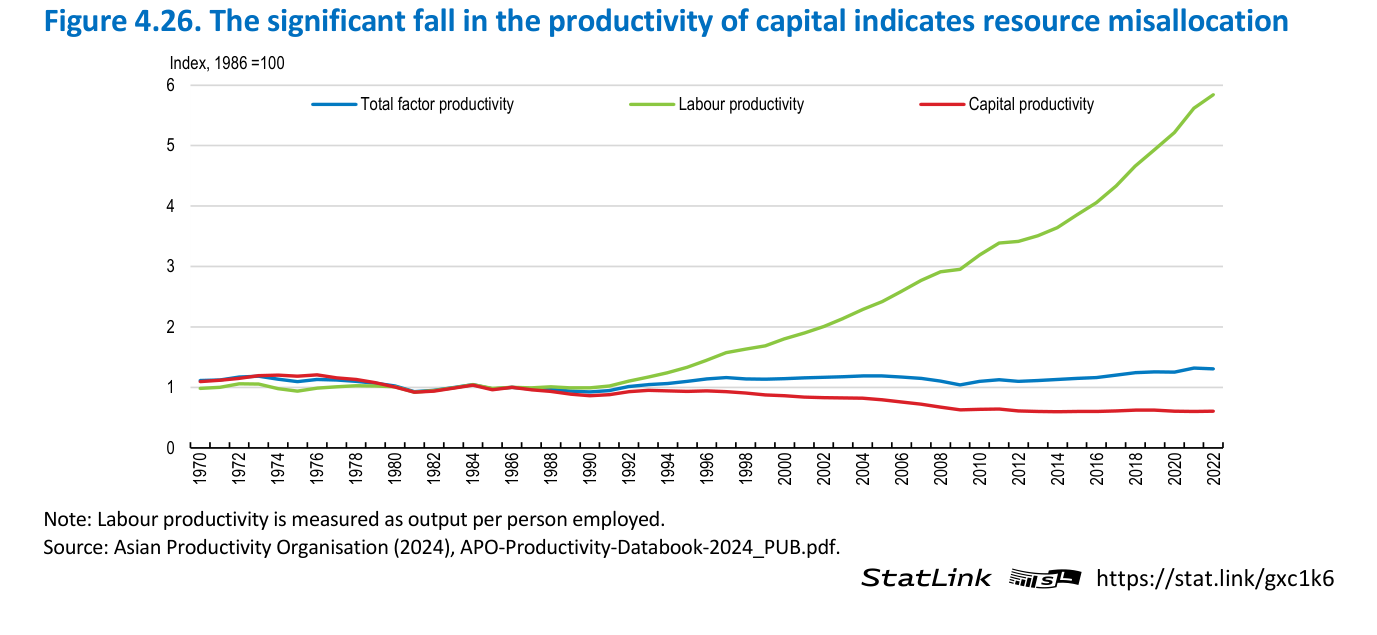 Figure 4.26. The significant fall in the productivity of capital indicates resource misallocation
Index, 1986 =100
Total factor productivity Labour productivity Capital productivity
6
5
4
3
2
1
0
1970 1972 1974 1976 1978 1980 1982 1984 1986 1988 1990 1992 1994 1996 1998 2000 2002 2004 2006 2008 2010 2012 2014 2016 2018 2020 2022
Note: Labour productivity is measured as output per person employed.
Source: Asian Productivity Organisation (2024), APO-Productivity-Databook-2024_PUB.pdf.
StatLink SL https://stat.link/gxc1k6